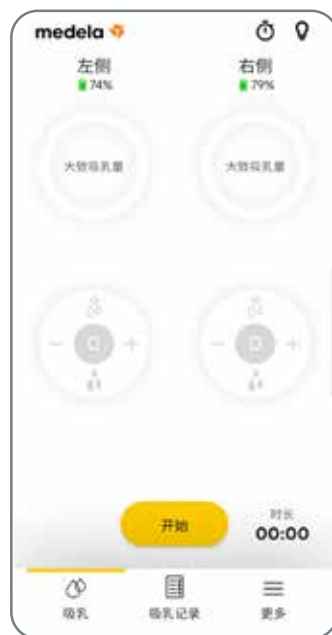 medela
左侧 右侧
74% 79%
大致吸乳量 大致吸乳量
开始
时长
00:00
吸乳 吸乳记录 更多